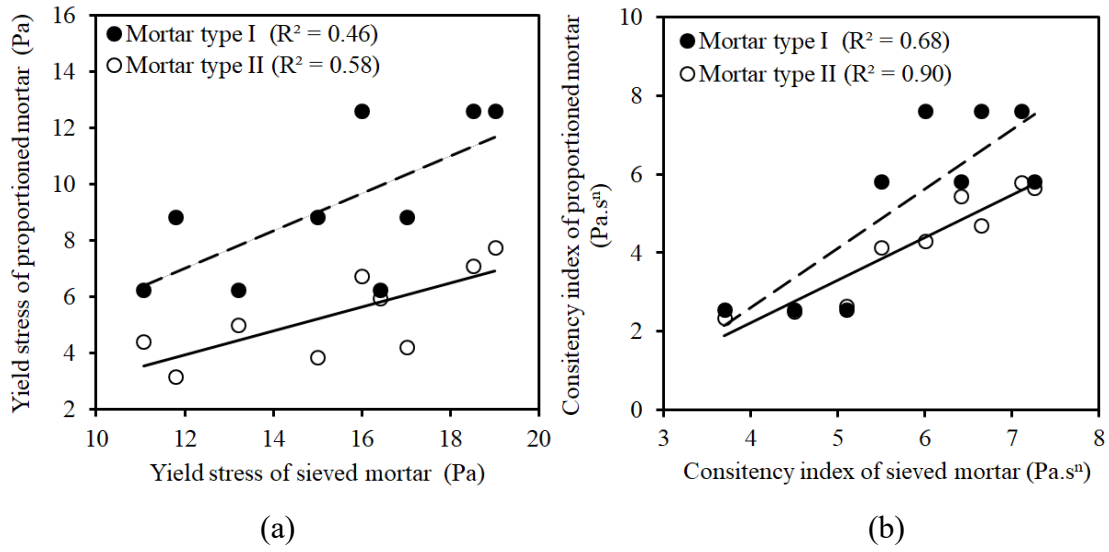 16
14
12
10
8
6
4
2
Yield stress of proportioned mortar (Pa)
Mortar type I (R² = 0.46)
Mortar type II (R² = 0.58)
10 12 14 16 18 20
Yield stress of sieved mortar (Pa)
(a)
10
8
6
4
2
0
Consitency index of proportioned mortar
(Pa.sⁿ)
Mortar type I (R² = 0.68)
Mortar type II (R² = 0.90)
3 4 5 6 7 8
Consitency index of sieved mortar (Pa.sⁿ)
(b)